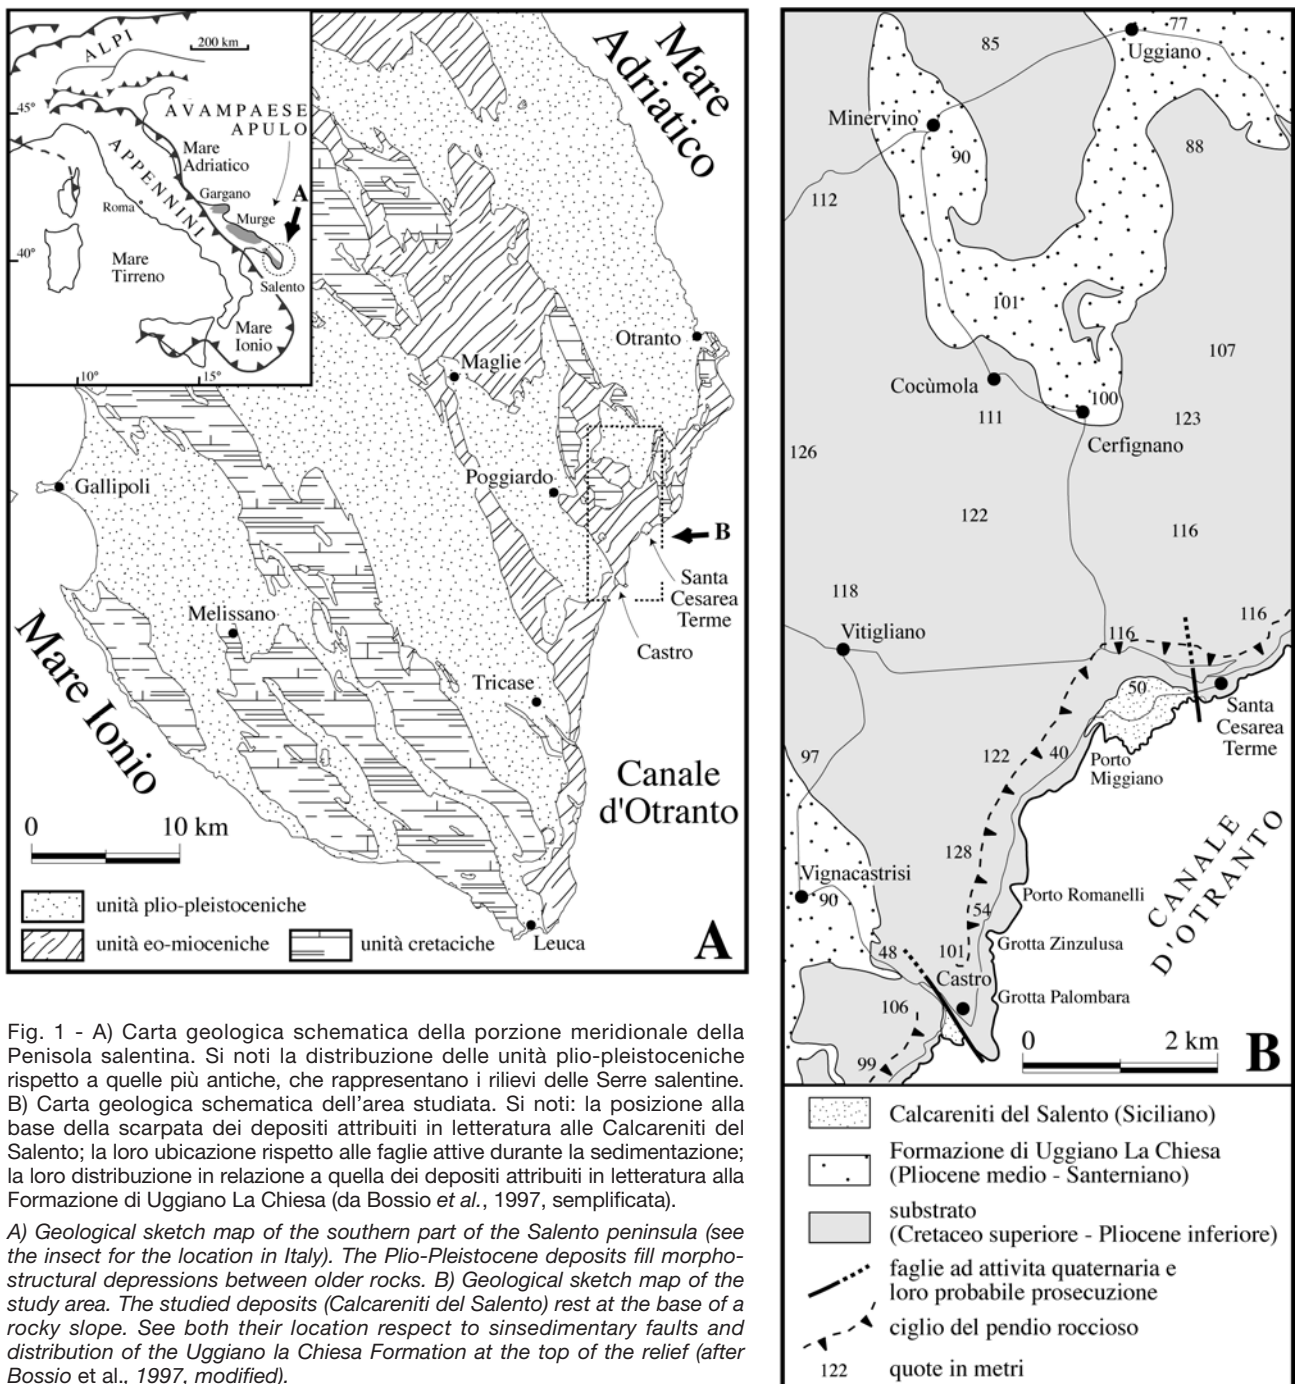 ALPI
200 km
45°
AVAMPAESE
APULO
Mare
Adriatico
APPENNINI
Gargano
A
Roma
Murge
40°
Mare
Tirreno
Salento
Mare
Ionio
10°
15°
Mare
Adriatico
Otranto
Maglie
Poggiardo
Gallipoli
B
Santa
Cesarea
Terme
Melissano
Castro
Tricase
Mare Ionio
Canale
d'Otranto
0 10 km
unità plio-pleistoceniche
unità eo-mioceniche
unità cretaciche
Leuca
A
85
77
Uggiano
Minervino
90
88
112
101
107
Cocùmola
100
111
123
Cerfignano
126
122
116
118
Vitigliano
116
116
50
Santa
Cesarea
Terme
97
122
40
Porto
Miggiano
128
CANALE
D'OTRANTO
Vignacastrisi
90
Porto Romanelli
54
48
101
Grotta Zinzulusa
Castro
106
Grotta Palombara
99
0 2 km
B
Calcareniti del Salento (Siciliano)
Formazione di Uggiano La Chiesa
(Pliocene medio - Santerniano)
substrato
(Cretaceo superiore - Pliocene inferiore)
faglie ad attivita quaternaria e
loro probabile prosecuzione
ciglio del pendio roccioso
122 quote in metri
Fig. 1 - A) Carta geologica schematica della porzione meridionale della
Penisola salentina. Si noti la distribuzione delle unità plio-pleistoceniche
rispetto a quelle più antiche, che rappresentano i rilievi delle Serre salentine.
B) Carta geologica schematica dell'area studiata. Si noti: la posizione alla
base della scarpata dei depositi attribuiti in letteratura alle Calcareniti del
Salento; la loro ubicazione rispetto alle faglie attive durante la sedimentazione;
la loro distribuzione in relazione a quella dei depositi attribuiti in letteratura alla
Formazione di Uggiano La Chiesa (da Bossio et al., 1997, semplificata).
A) Geological sketch map of the southern part of the Salento peninsula (see
the insect for the location in Italy). The Plio-Pleistocene deposits fill morpho-
structural depressions between older rocks. B) Geological sketch map of the
study area. The studied deposits (Calcareniti del Salento) rest at the base of a
rocky slope. See both their location respect to sinsedimentary faults and
distribution of the Uggiano la Chiesa Formation at the top of the relief (after
Bossio et al., 1997, modified).